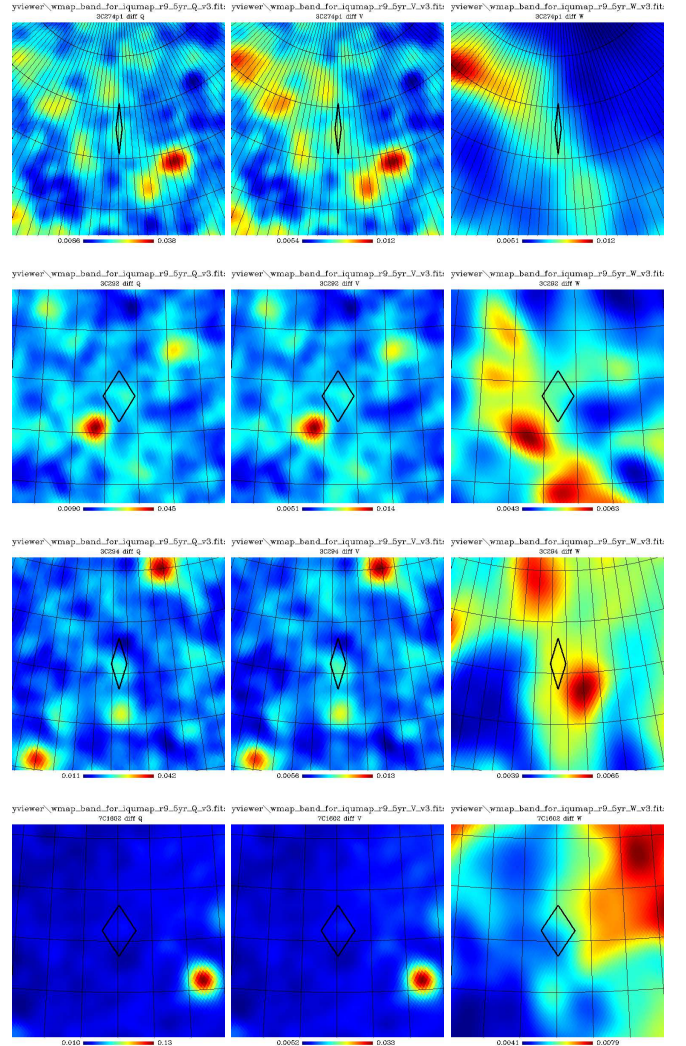 yviewer\wmap_band_for_iqumap_r9_5yr_Q_v3.fits yviewer\wmap_band_for_iqumap_r9_5yr_V_v3.fits yviewer\wmap_band_for_iqumap_r9_5yr_W_v3.fits
3C274p1 diff Q 3C274p1 diff V 3C274p1 diff W
0.0086 0.038 0.0054 0.012 0.0051 0.012
yviewer\wmap_band_for_iqumap_r9_5yr_Q_v3.fits yviewer\wmap_band_for_iqumap_r9_5yr_V_v3.fits yviewer\wmap_band_for_iqumap_r9_5yr_W_v3.fits
3C292 diff Q 3C292 diff V 3C292 diff W
0.0090 0.045 0.0051 0.014 0.0043 0.0063
yviewer\wmap_band_for_iqumap_r9_5yr_Q_v3.fits yviewer\wmap_band_for_iqumap_r9_5yr_V_v3.fits yviewer\wmap_band_for_iqumap_r9_5yr_W_v3.fits
3C294 diff Q 3C294 diff V 3C294 diff W
0.011 0.042 0.0056 0.013 0.0039 0.0065
yviewer\wmap_band_for_iqumap_r9_5yr_Q_v3.fits yviewer\wmap_band_for_iqumap_r9_5yr_V_v3.fits yviewer\wmap_band_for_iqumap_r9_5yr_W_v3.fits
7C1602 diff Q 7C1602 diff V 7C1602 diff W
0.010 0.13 0.0052 0.033 0.0041 0.0079